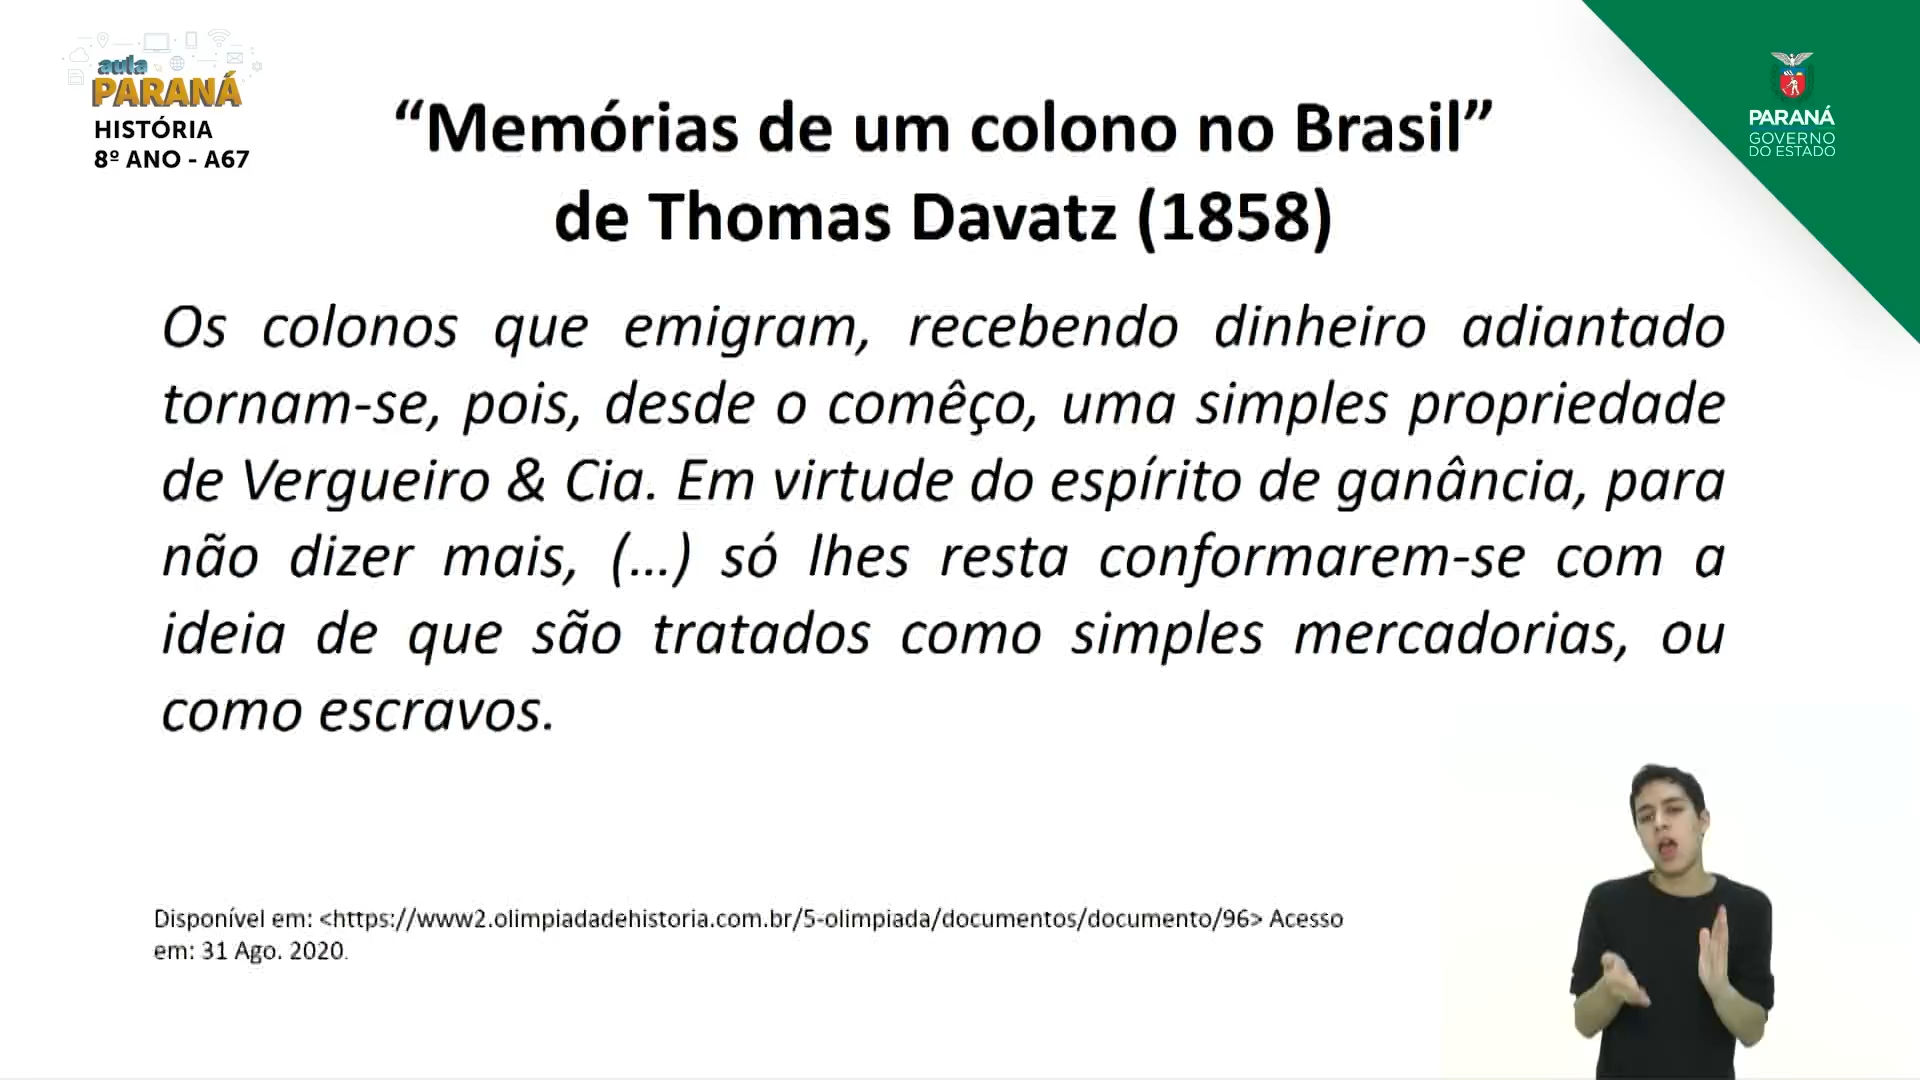 aula
PARANÁ
HISTÓRIA
8º ANO - A67
PARANÁ
GOVERNO
DO ESTADO
“Memórias de um colono no Brasil”
de Thomas Davatz (1858)
Os colonos que emigram, recebendo dinheiro adiantado
tornam-se, pois, desde o comêço, uma simples propriedade
de Vergueiro & Cia. Em virtude do espírito de ganância, para
não dizer mais, (...) só lhes resta conformarem-se com a
ideia de que são tratados como simples mercadorias, ou
como escravos.
Disponível em: <https://www2.olimpiadadehistoria.com.br/5-olimpiada/documentos/documento/96> Acesso
em: 31 Ago. 2020.